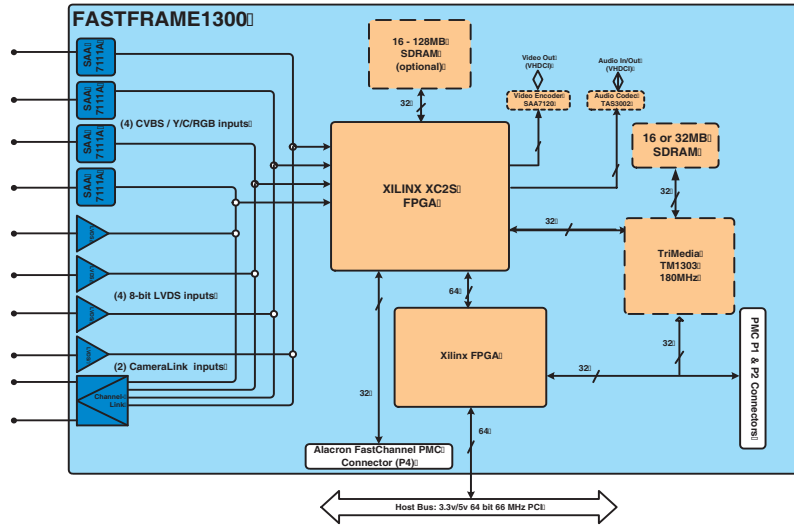 FASTFRAME1300
SAA
7111A
SAA
7111A
SAA
7111A
SAA
7111A
(4) CVBS / Y/C/RGB inputs
(4) 8-bit LVDS inputs
(2) CameraLink inputs
Channel-
Link
16 - 128MB
SDRAM
(optional)
32
Video Out
(VHDCI)
Audio In/Out
(VHDCI)
Video Encoder
SAA7120
Audio Codec
TAS3002
16 or 32MB
SDRAM
32
XILINX XC2S
FPGA
32
TriMedia
TM1303
180MHz
64
Xilinx FPGA
32
32
32
PMC P1 & P2 Connectors
64
Alacron FastChannel PMC
Connector (P4)
Host Bus: 3.3v/5v 64 bit 66 MHz PCI